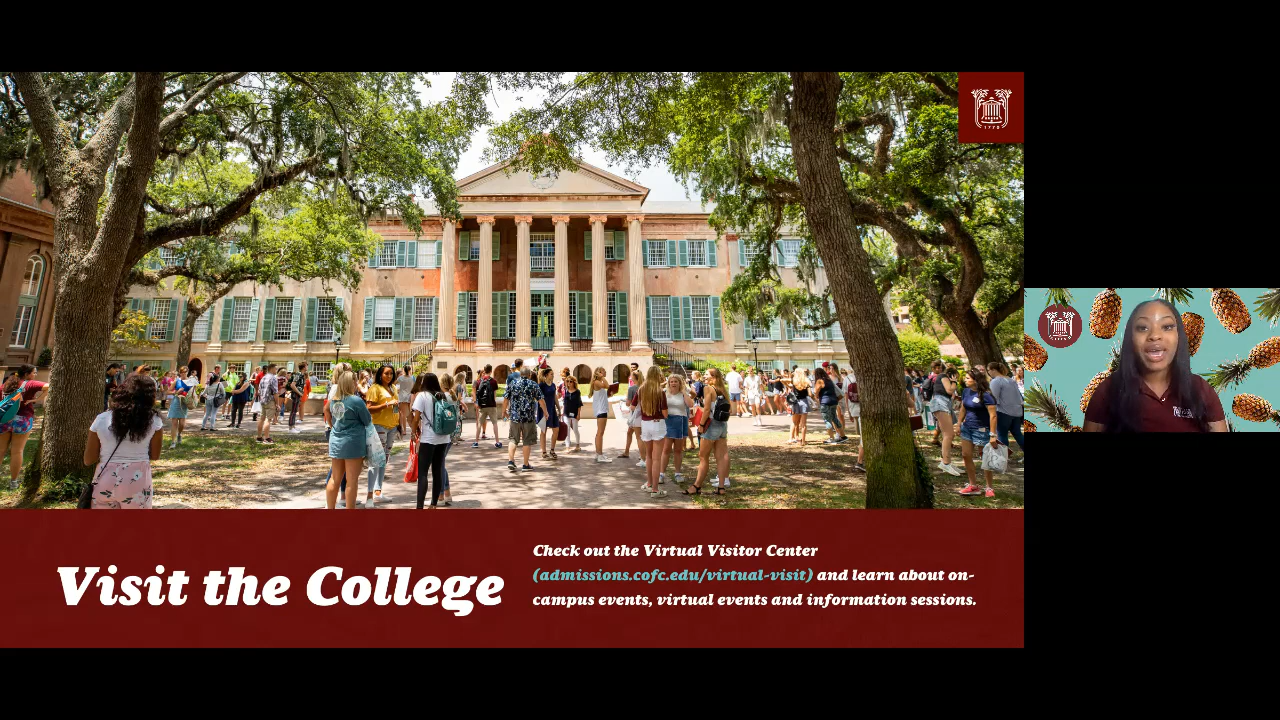 1770
Visit the College
Check out the Virtual Visitor Center
(admissions.cofc.edu/virtual-visit) and learn about on-
campus events, virtual events and information sessions.